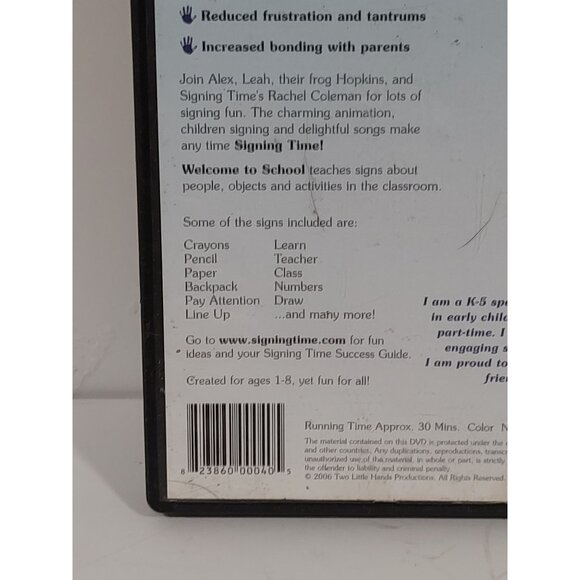 Reduced frustration and tantrums
Increased bonding with parents
Join Alex, Leah, their frog Hopkins, and
Signing Time's Rachel Coleman for lots of
signing fun. The charming animation,
children signing and delightful songs make
any time Signing Time!
Welcome to School teaches signs about
people, objects and activities in the classroom.
Some of the signs included are:
Crayons Learn
Pencil Teacher
Paper Class
Backpack Numbers
Pay Attention Draw
Line Up ...and many more!
Go to www.signingtime.com for fun
ideas and your Signing Time Success Guide.
Created for ages 1-8, yet fun for all!
I am a K-5 spe
in early child
part-time. I
engaging s
I am proud to
frien
Running Time Approx. 30 Mins. Color N
The material contained on this DVD is protected under the
and other countries. Any duplications, reproductions, transc
unauthorized use of the material, in whole or part, is strictly
the offender to liability and criminal penalty.
© 2006 Two Little Hands Productions. All Rights Reserved.
8 23860 00040 5